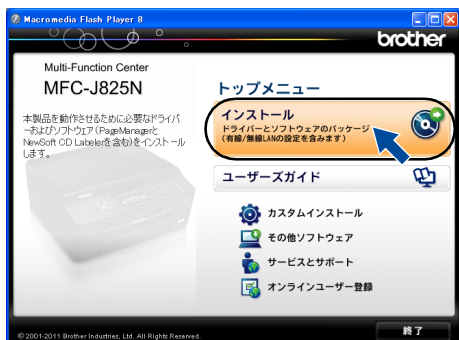 Macromedia Flash Player 8
brother
Multi-Function Center
MFC-J825N
本製品を動作させるために必要なドライバ
ーおよびソフトウェア(PageManagerと
NewSoft CD Labelerを含む)をインストール
します。
トップメニュー
インストール
ドライバーとソフトウェアのパッケージ
(有線/無線LANの設定を含みます)
ユーザーズガイド
カスタムインストール
その他ソフトウェア
サービスとサポート
オンラインユーザー登録
© 2001-2011 Brother Industries, Ltd. All Rights Reserved.
終了